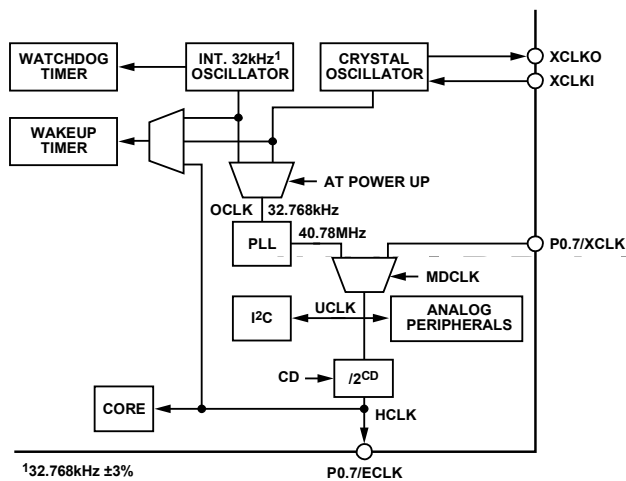 WATCHDOG
TIMER
INT. 32kHz¹
OSCILLATOR
CRYSTAL
OSCILLATOR
XCLKO
XCLKI
WAKEUP
TIMER
AT POWER UP
OCLK 32.768kHz
PLL
40.78MHz
P0.7/XCLK
MDCLK
I²C
UCLK
ANALOG
PERIPHERALS
CD
/2ᶜᴰ
CORE
HCLK
¹32.768kHz ±3%
P0.7/ECLK